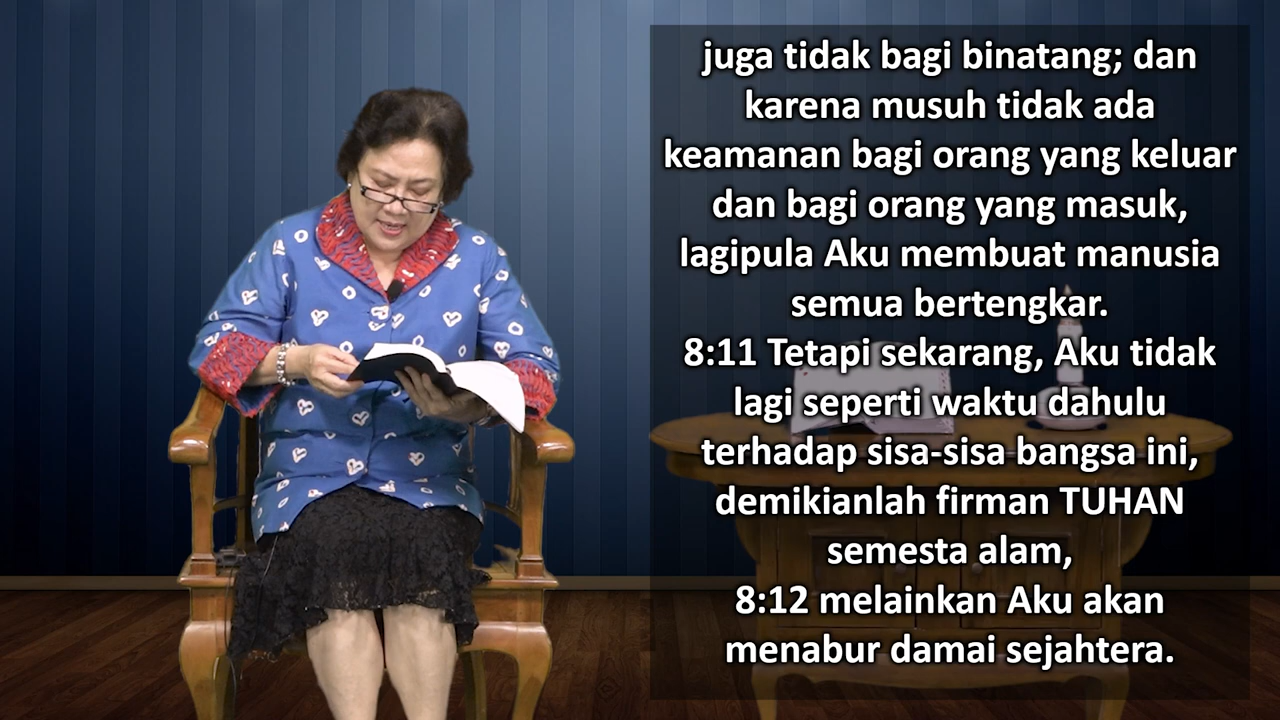 juga tidak bagi binatang; dan
karena musuh tidak ada
keamanan bagi orang yang keluar
dan bagi orang yang masuk,
lagipula Aku membuat manusia
semua bertengkar.
8:11 Tetapi sekarang, Aku tidak
lagi seperti waktu dahulu
terhadap sisa-sisa bangsa ini,
demikianlah firman TUHAN
semesta alam,
8:12 melainkan Aku akan
menabur damai sejahtera.